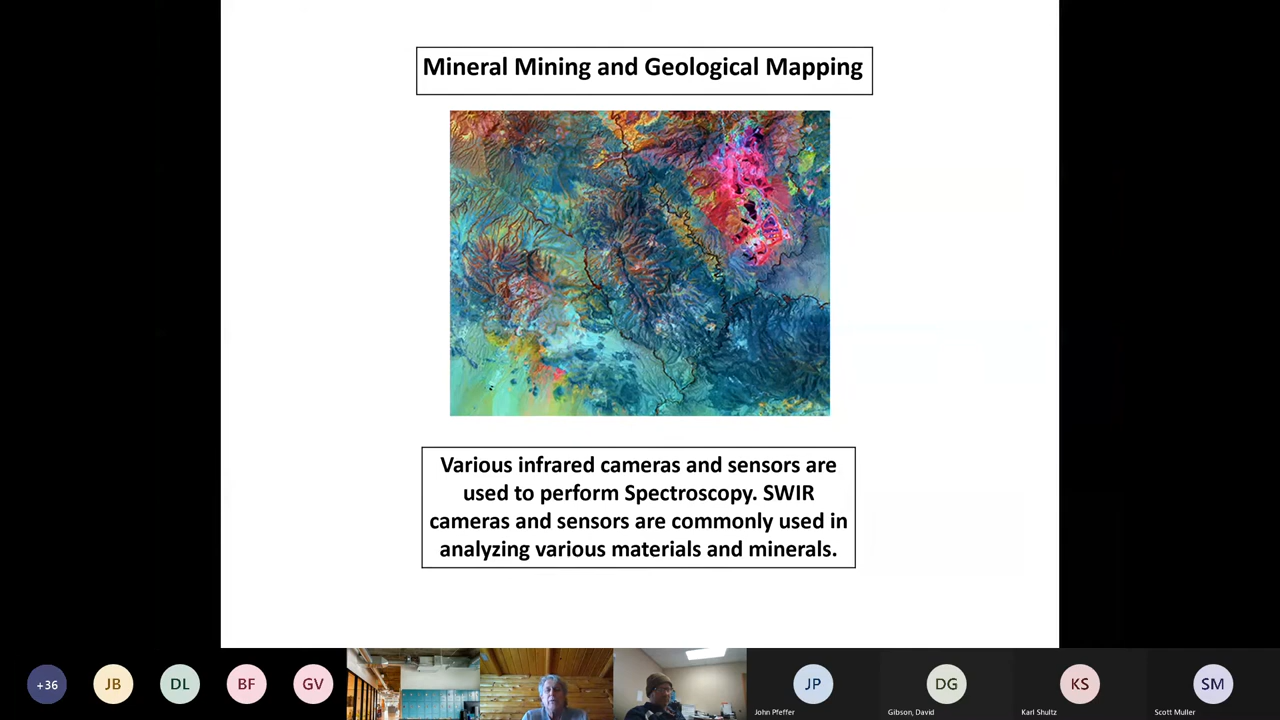 Mineral Mining and Geological Mapping
Various infrared cameras and sensors are
used to perform Spectroscopy. SWIR
cameras and sensors are commonly used in
analyzing various materials and minerals.
+36
JB
DL
BF
GV
JP
DG
KS
SM
John Pfeffer
Gibson, David
Karl Shultz
Scott Muller